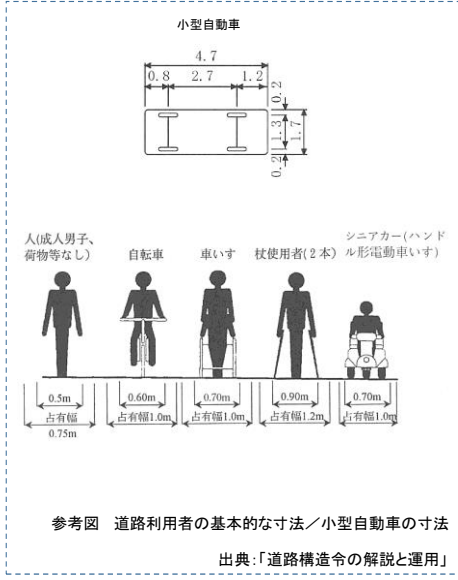 小型自動車
4.7
0.8 2.7 1.2
0.2
1.3
1.7
0.2
人(成人男子、
荷物等なし)
自転車
車いす
杖使用者(2本)
シニアカー(ハンド
ル形電動車いす)
0.5m
占有幅
0.75m
0.60m
占有幅1.0m
0.70m
占有幅1.0m
0.90m
占有幅1.2m
0.70m
占有幅1.0m
参考図 道路利用者の基本的な寸法／小型自動車の寸法
出典:「道路構造令の解説と運用」